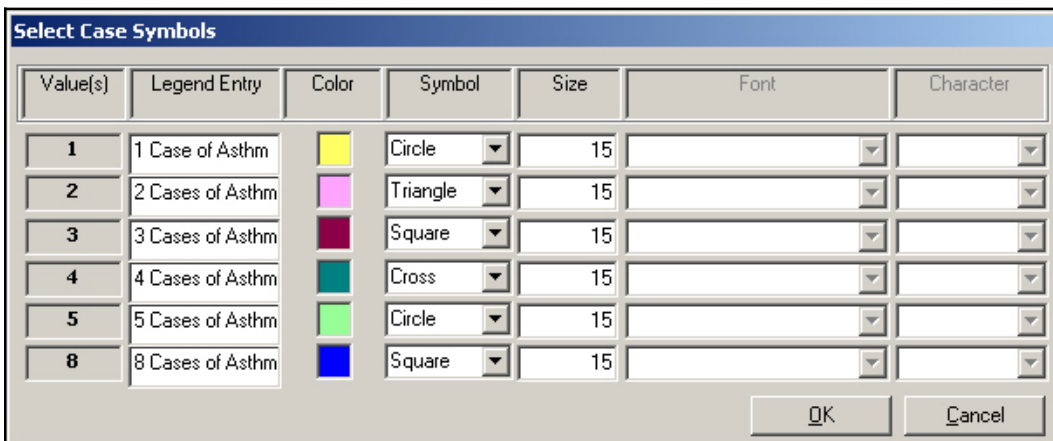 Select Case Symbols
Value(s) Legend Entry Color Symbol Size Font Character
1 1 Case of Asthm Circle 15
2 2 Cases of Asthm Triangle 15
3 3 Cases of Asthm Square 15
4 4 Cases of Asthm Cross 15
5 5 Cases of Asthm Circle 15
8 8 Cases of Asthm Square 15
OK Cancel